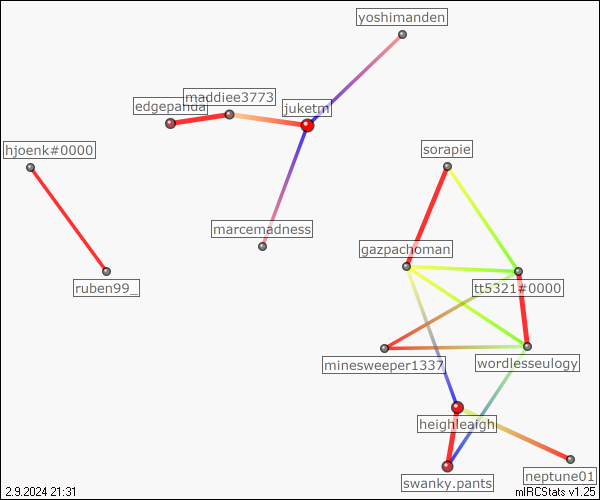 yoshimanden
maddiee3773
edgepanda
juketm
hjoenk#0000
sorapie
marcemadness
gazpachoman
ruben99_
tt5321#0000
minesweeper1337
wordlesseulogy
heighleaigh
neptune01
swanky.pants
2.9.2024 21:31
mIRCStats v1.25